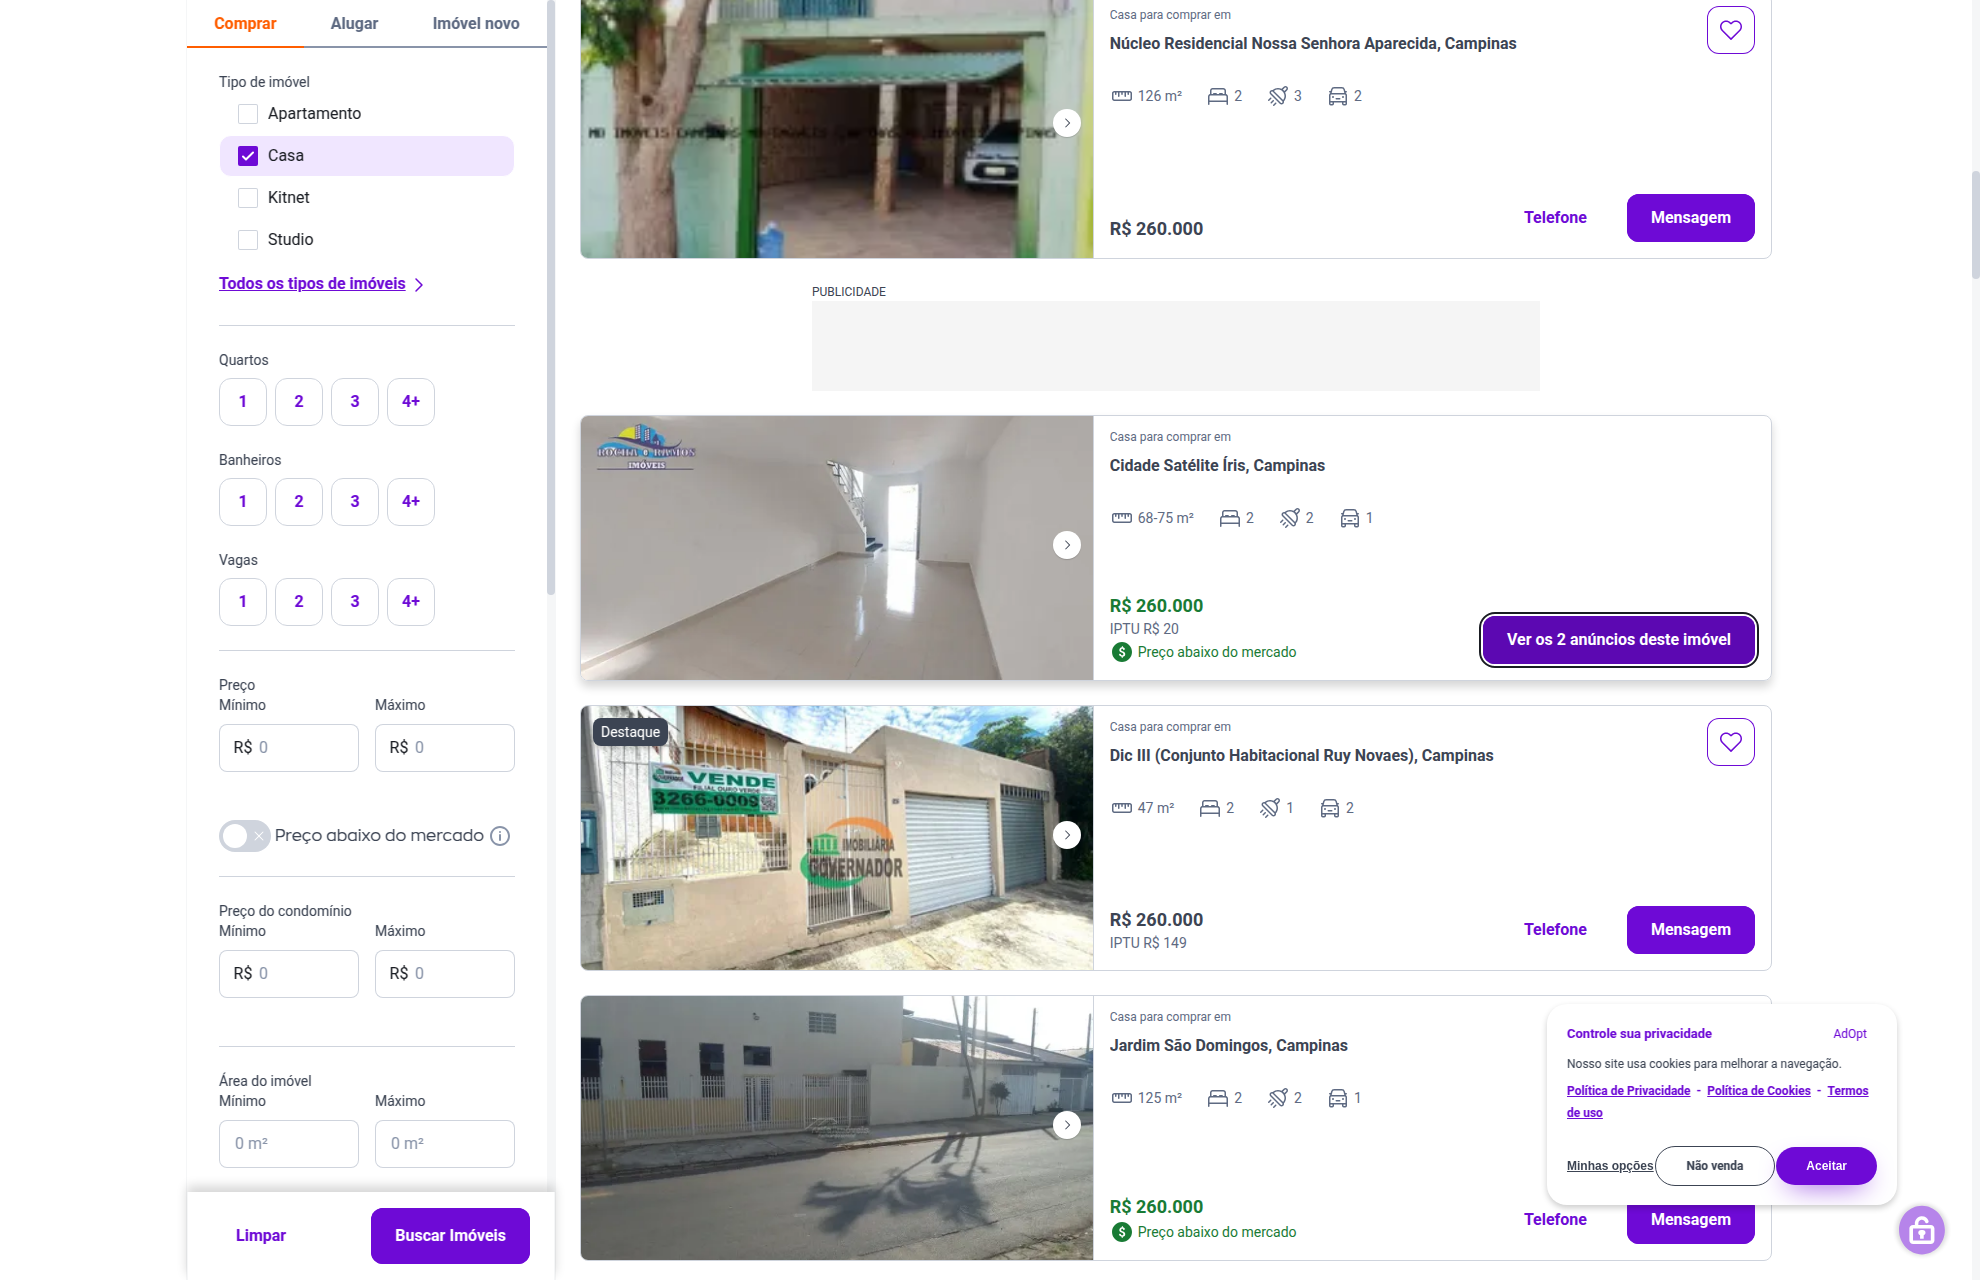 Comprar
Alugar
Imóvel novo
Tipo de imóvel
Apartamento
Casa
Kitnet
Studio
Todos os tipos de imóveis
Quartos
1
2
3
4+
Banheiros
1
2
3
4+
Vagas
1
2
3
4+
Preço
Mínimo
Máximo
R$ 0
R$ 0
Preço abaixo do mercado
Preço do condomínio
Mínimo
Máximo
R$ 0
R$ 0
Área do imóvel
Mínimo
Máximo
0 m²
0 m²
Limpar
Buscar Imóveis
Casa para comprar em
Núcleo Residencial Nossa Senhora Aparecida, Campinas
126 m²
2
3
2
R$ 260.000
Telefone
Mensagem
PUBLICIDADE
ROCHA & RAMOS
IMÓVEIS
Casa para comprar em
Cidade Satélite Íris, Campinas
68-75 m²
2
2
1
R$ 260.000
IPTU R$ 20
$ Preço abaixo do mercado
Ver os 2 anúncios deste imóvel
Destaque
VENDE
FILIAL OURO VERDE
3266-0009
IMOBILIÁRIA
GOVERNADOR
Casa para comprar em
Dic III (Conjunto Habitacional Ruy Novaes), Campinas
47 m²
2
1
2
R$ 260.000
IPTU R$ 149
Telefone
Mensagem
Casa para comprar em
Jardim São Domingos, Campinas
125 m²
2
2
1
R$ 260.000
$ Preço abaixo do mercado
Telefone
Mensagem
Controle sua privacidade
AdOpt
Nosso site usa cookies para melhorar a navegação.
Política de Privacidade - Política de Cookies - Termos
de uso
Minhas opções
Não venda
Aceitar